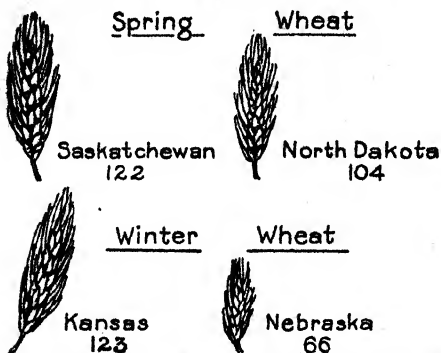 Spring Wheat
Saskatchewan North Dakota
122 104
Winter Wheat
Kansas Nebraska
123 66